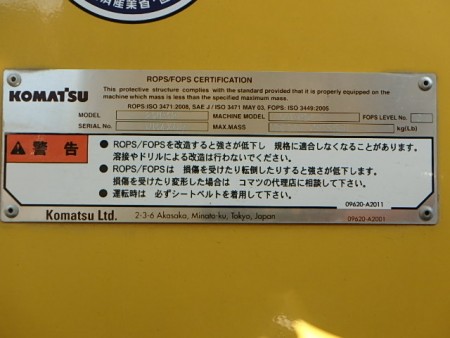 済産業省
ROPS/FOPS CERTIFICATION
KOMATSU
This protective structure complies with the standard provided that it is properly equipped on the
machine which mass is less than the specified maximum mass.
ROPS:ISO 3471:2008, SAE J / ISO 3471 MAY 03, FOPS: ISO 3449:2005
MODEL MACHINE MODEL FOPS LEVEL No.
SERIAL No. MAX.MASS kg(Lb)
警告
● ROPS/FOPSを改造すると強さが低下し 規格に適合しなくなることがあります。
溶接やドリルによる改造は行わないでください。
● ROPS/FOPSは 損傷を受けたり転倒したりすると強さが低下します。
損傷を受けたり変形した場合は コマツの代理店に相談して下さい。
● 運転時は 必ずシートベルトを着用して下さい。
09620-A2011
Komatsu Ltd. 2-3-6 Akasaka, Minato-ku, Tokyo, Japan 09620-A2001